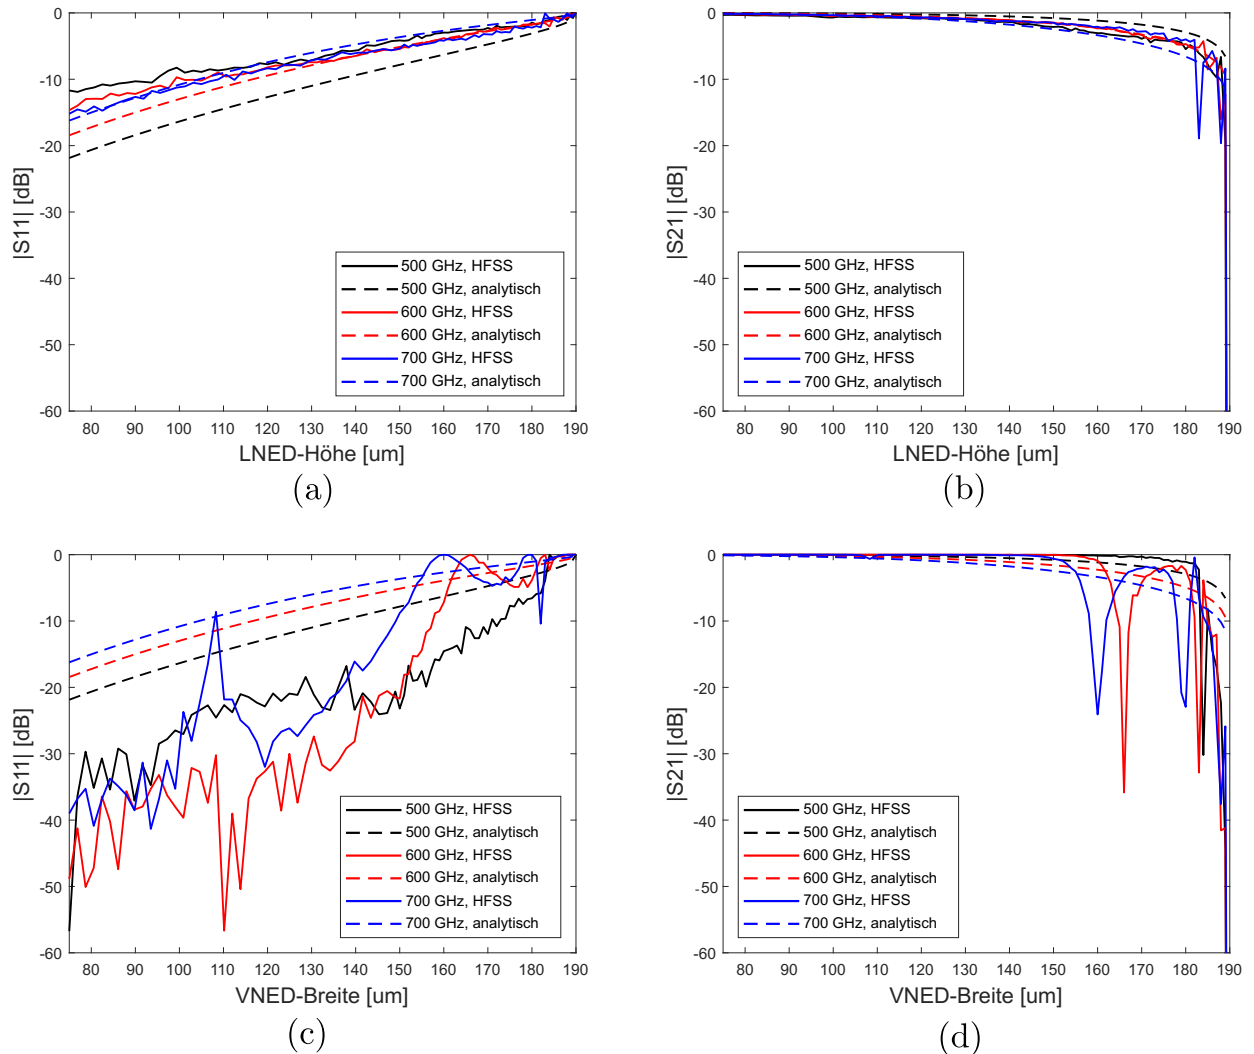 0
-10
-20
-30
-40
-50
-60
|S11| [dB]
500 GHz, HFSS
500 GHz, analytisch
600 GHz, HFSS
600 GHz, analytisch
700 GHz, HFSS
700 GHz, analytisch
80 90 100 110 120 130 140 150 160 170 180 190
LNED-Höhe [um]
(a)
0
-10
-20
-30
-40
-50
-60
|S21| [dB]
500 GHz, HFSS
500 GHz, analytisch
600 GHz, HFSS
600 GHz, analytisch
700 GHz, HFSS
700 GHz, analytisch
80 90 100 110 120 130 140 150 160 170 180 190
LNED-Höhe [um]
(b)
0
-10
-20
-30
-40
-50
-60
|S11| [dB]
500 GHz, HFSS
500 GHz, analytisch
600 GHz, HFSS
600 GHz, analytisch
700 GHz, HFSS
700 GHz, analytisch
80 90 100 110 120 130 140 150 160 170 180 190
VNED-Breite [um]
(c)
0
-10
-20
-30
-40
-50
-60
|S21| [dB]
500 GHz, HFSS
500 GHz, analytisch
600 GHz, HFSS
600 GHz, analytisch
700 GHz, HFSS
700 GHz, analytisch
80 90 100 110 120 130 140 150 160 170 180 190
VNED-Breite [um]
(d)